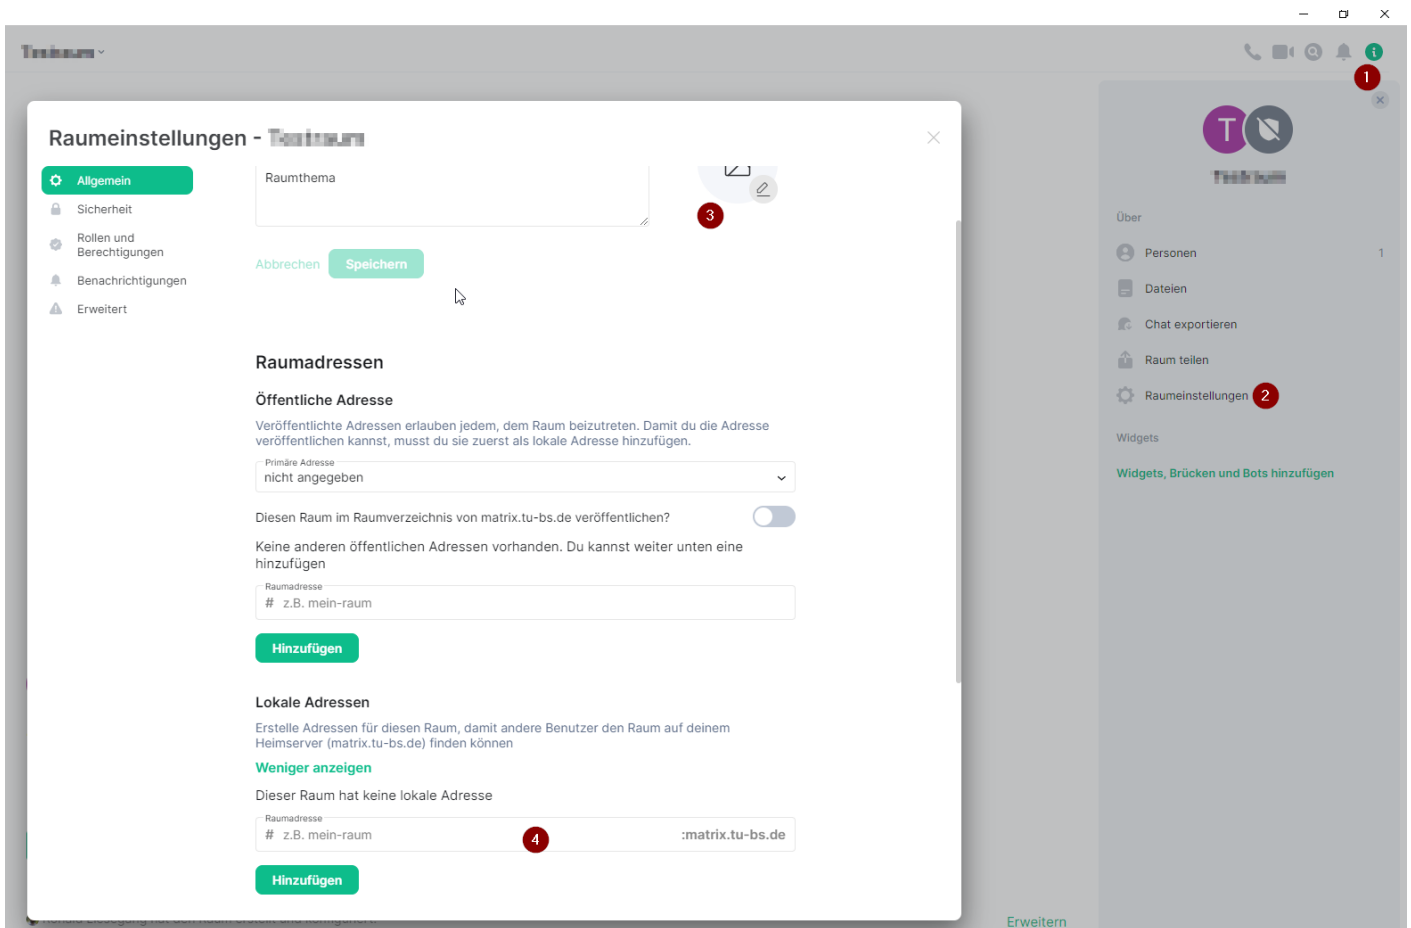 1
Raumeinstellungen -
Allgemein
Sicherheit
Rollen und
Berechtigungen
Benachrichtigungen
Erweitert
Raumthema
3
Abbrechen
Speichern
Raumadressen
Öffentliche Adresse
Veröffentlichte Adressen erlauben jedem, dem Raum beizutreten. Damit du die Adresse
veröffentlichen kannst, musst du sie zuerst als lokale Adresse hinzufügen.
Primäre Adresse
nicht angegeben
Diesen Raum im Raumverzeichnis von matrix.tu-bs.de veröffentlichen?
Keine anderen öffentlichen Adressen vorhanden. Du kannst weiter unten eine
hinzufügen
Raumadresse
# z.B. mein-raum
Hinzufügen
Lokale Adressen
Erstelle Adressen für diesen Raum, damit andere Benutzer den Raum auf deinem
Heimserver (matrix.tu-bs.de) finden können
Weniger anzeigen
Dieser Raum hat keine lokale Adresse
Raumadresse
# z.B. mein-raum 4 :matrix.tu-bs.de
Hinzufügen
T
Über
Personen 1
Dateien
Chat exportieren
Raum teilen
Raumeinstellungen 2
Widgets
Widgets, Brücken und Bots hinzufügen
Erweitern